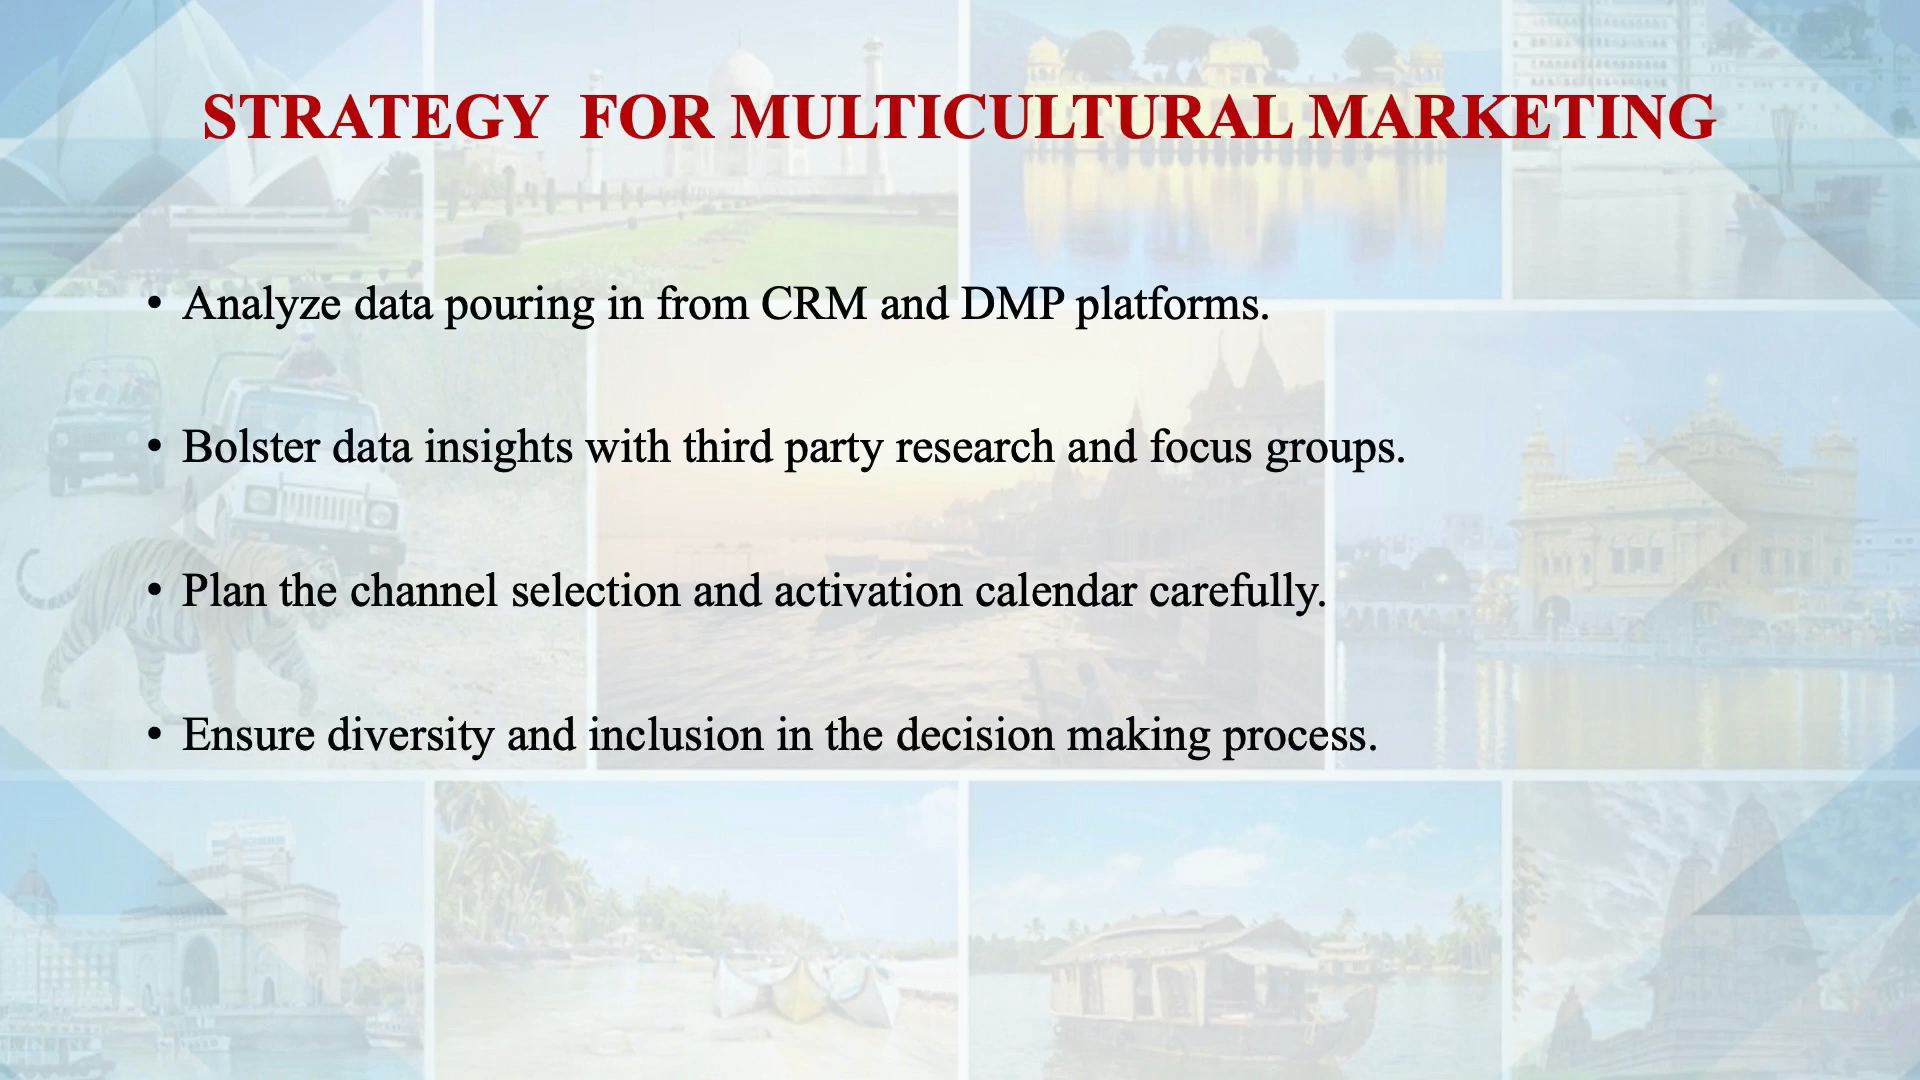 STRATEGY  FOR MULTICULTURAL MARKETING
• Analyze data pouring in from CRM and DMP platforms.
• Bolster data insights with third party research and focus groups.
• Plan the channel selection and activation calendar carefully.
• Ensure diversity and inclusion in the decision making process.